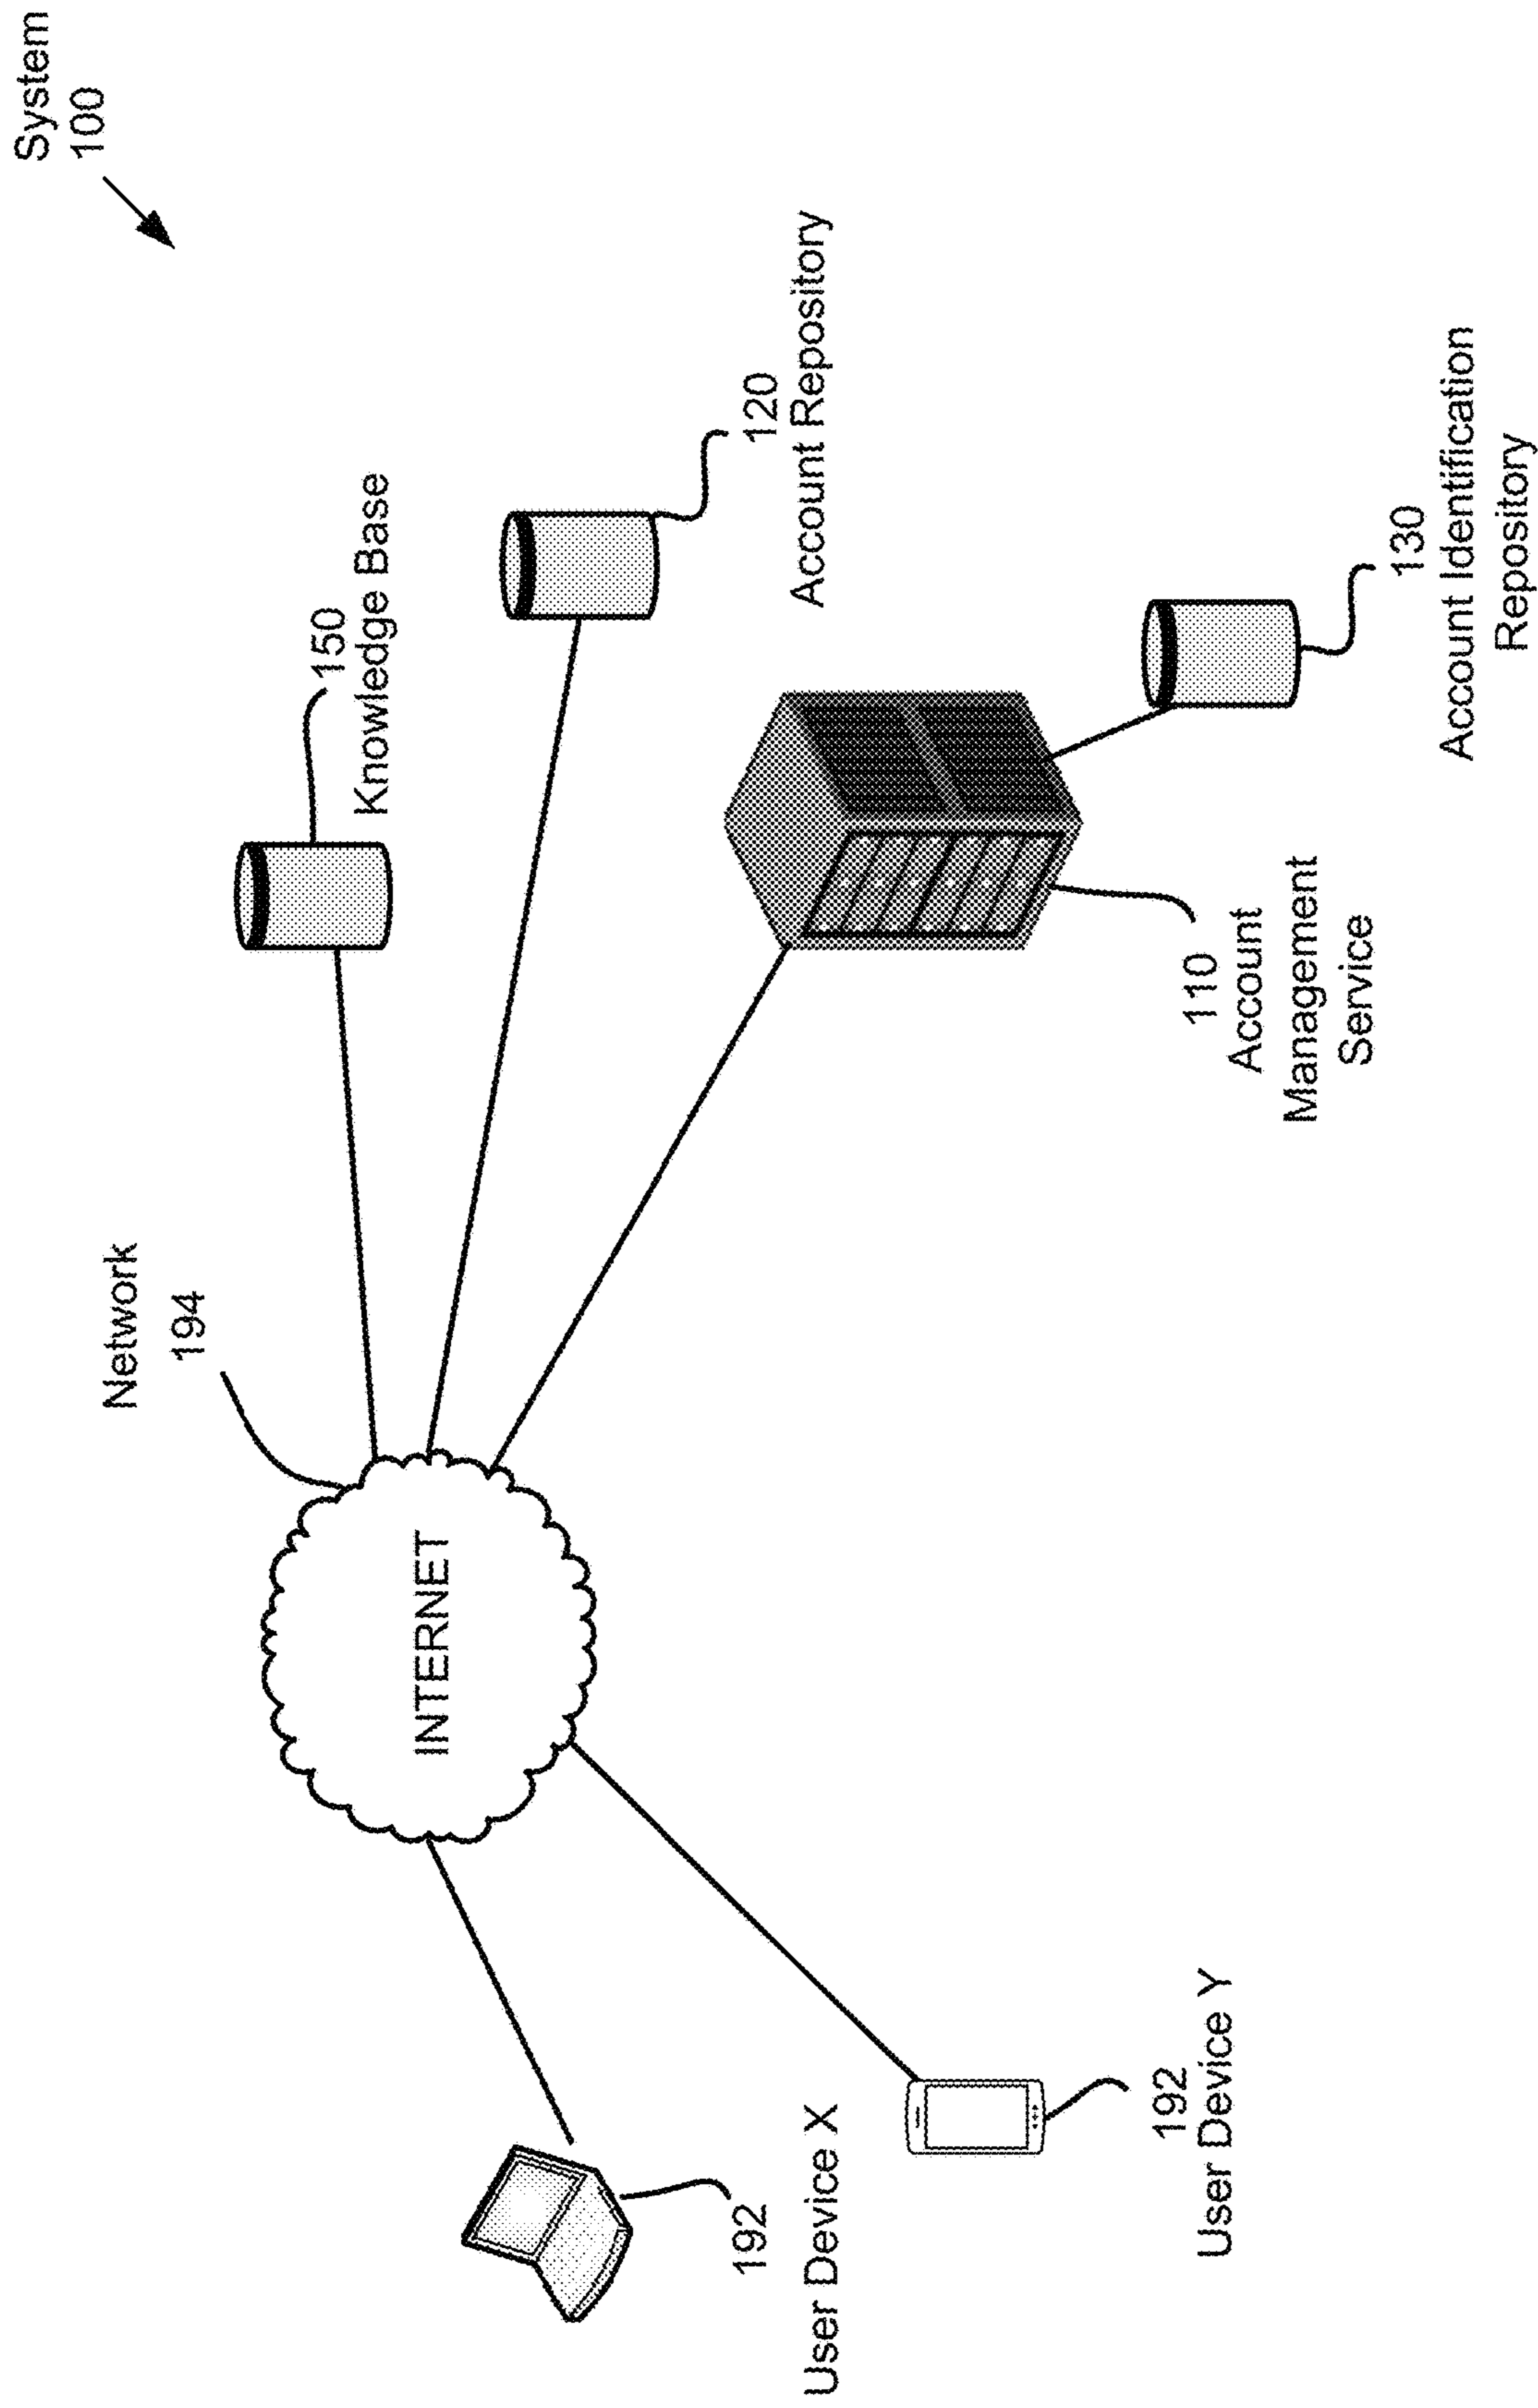 System
100
Network
194
INTERNET
150
Knowledge Base
120
Account Repository
192
User Device X
192
User Device Y
110
Account
Management
Service
130
Account Identification
Repository